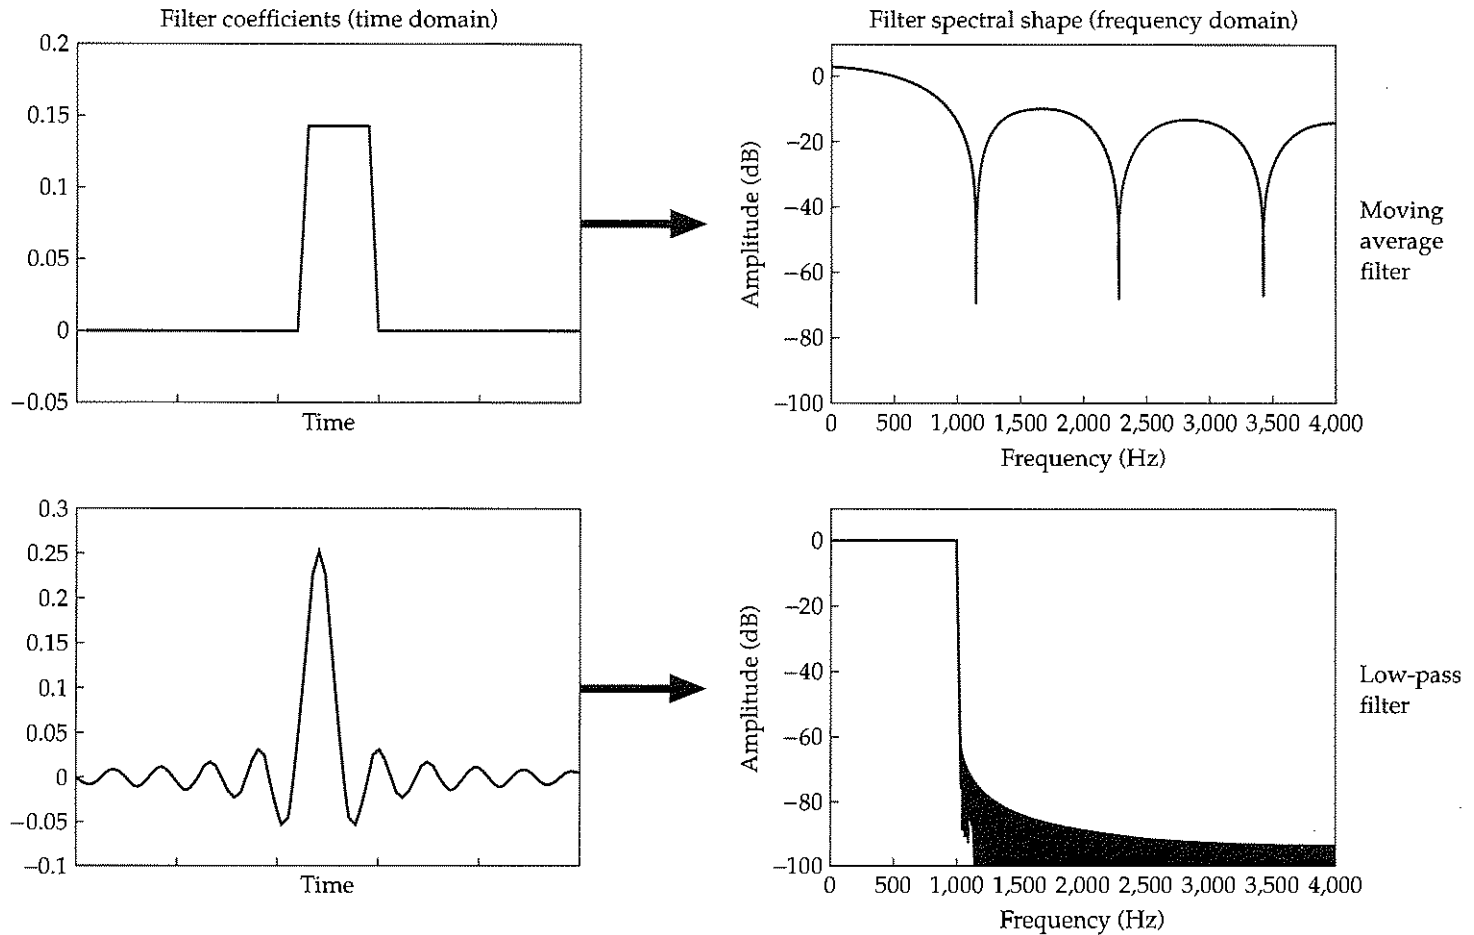 Filter coefficients (time domain)
0.2
0.15
0.1
0.05
0
−0.05
Time
Filter spectral shape (frequency domain)
Amplitude (dB)
0
−20
−40
−60
−80
−100
0 500 1,000 1,500 2,000 2,500 3,000 3,500 4,000
Frequency (Hz)
Moving
average
filter
0.3
0.25
0.2
0.15
0.1
0.05
0
−0.05
−0.1
Time
Amplitude (dB)
0
−20
−40
−60
−80
−100
0 500 1,000 1,500 2,000 2,500 3,000 3,500 4,000
Frequency (Hz)
Low-pass
filter